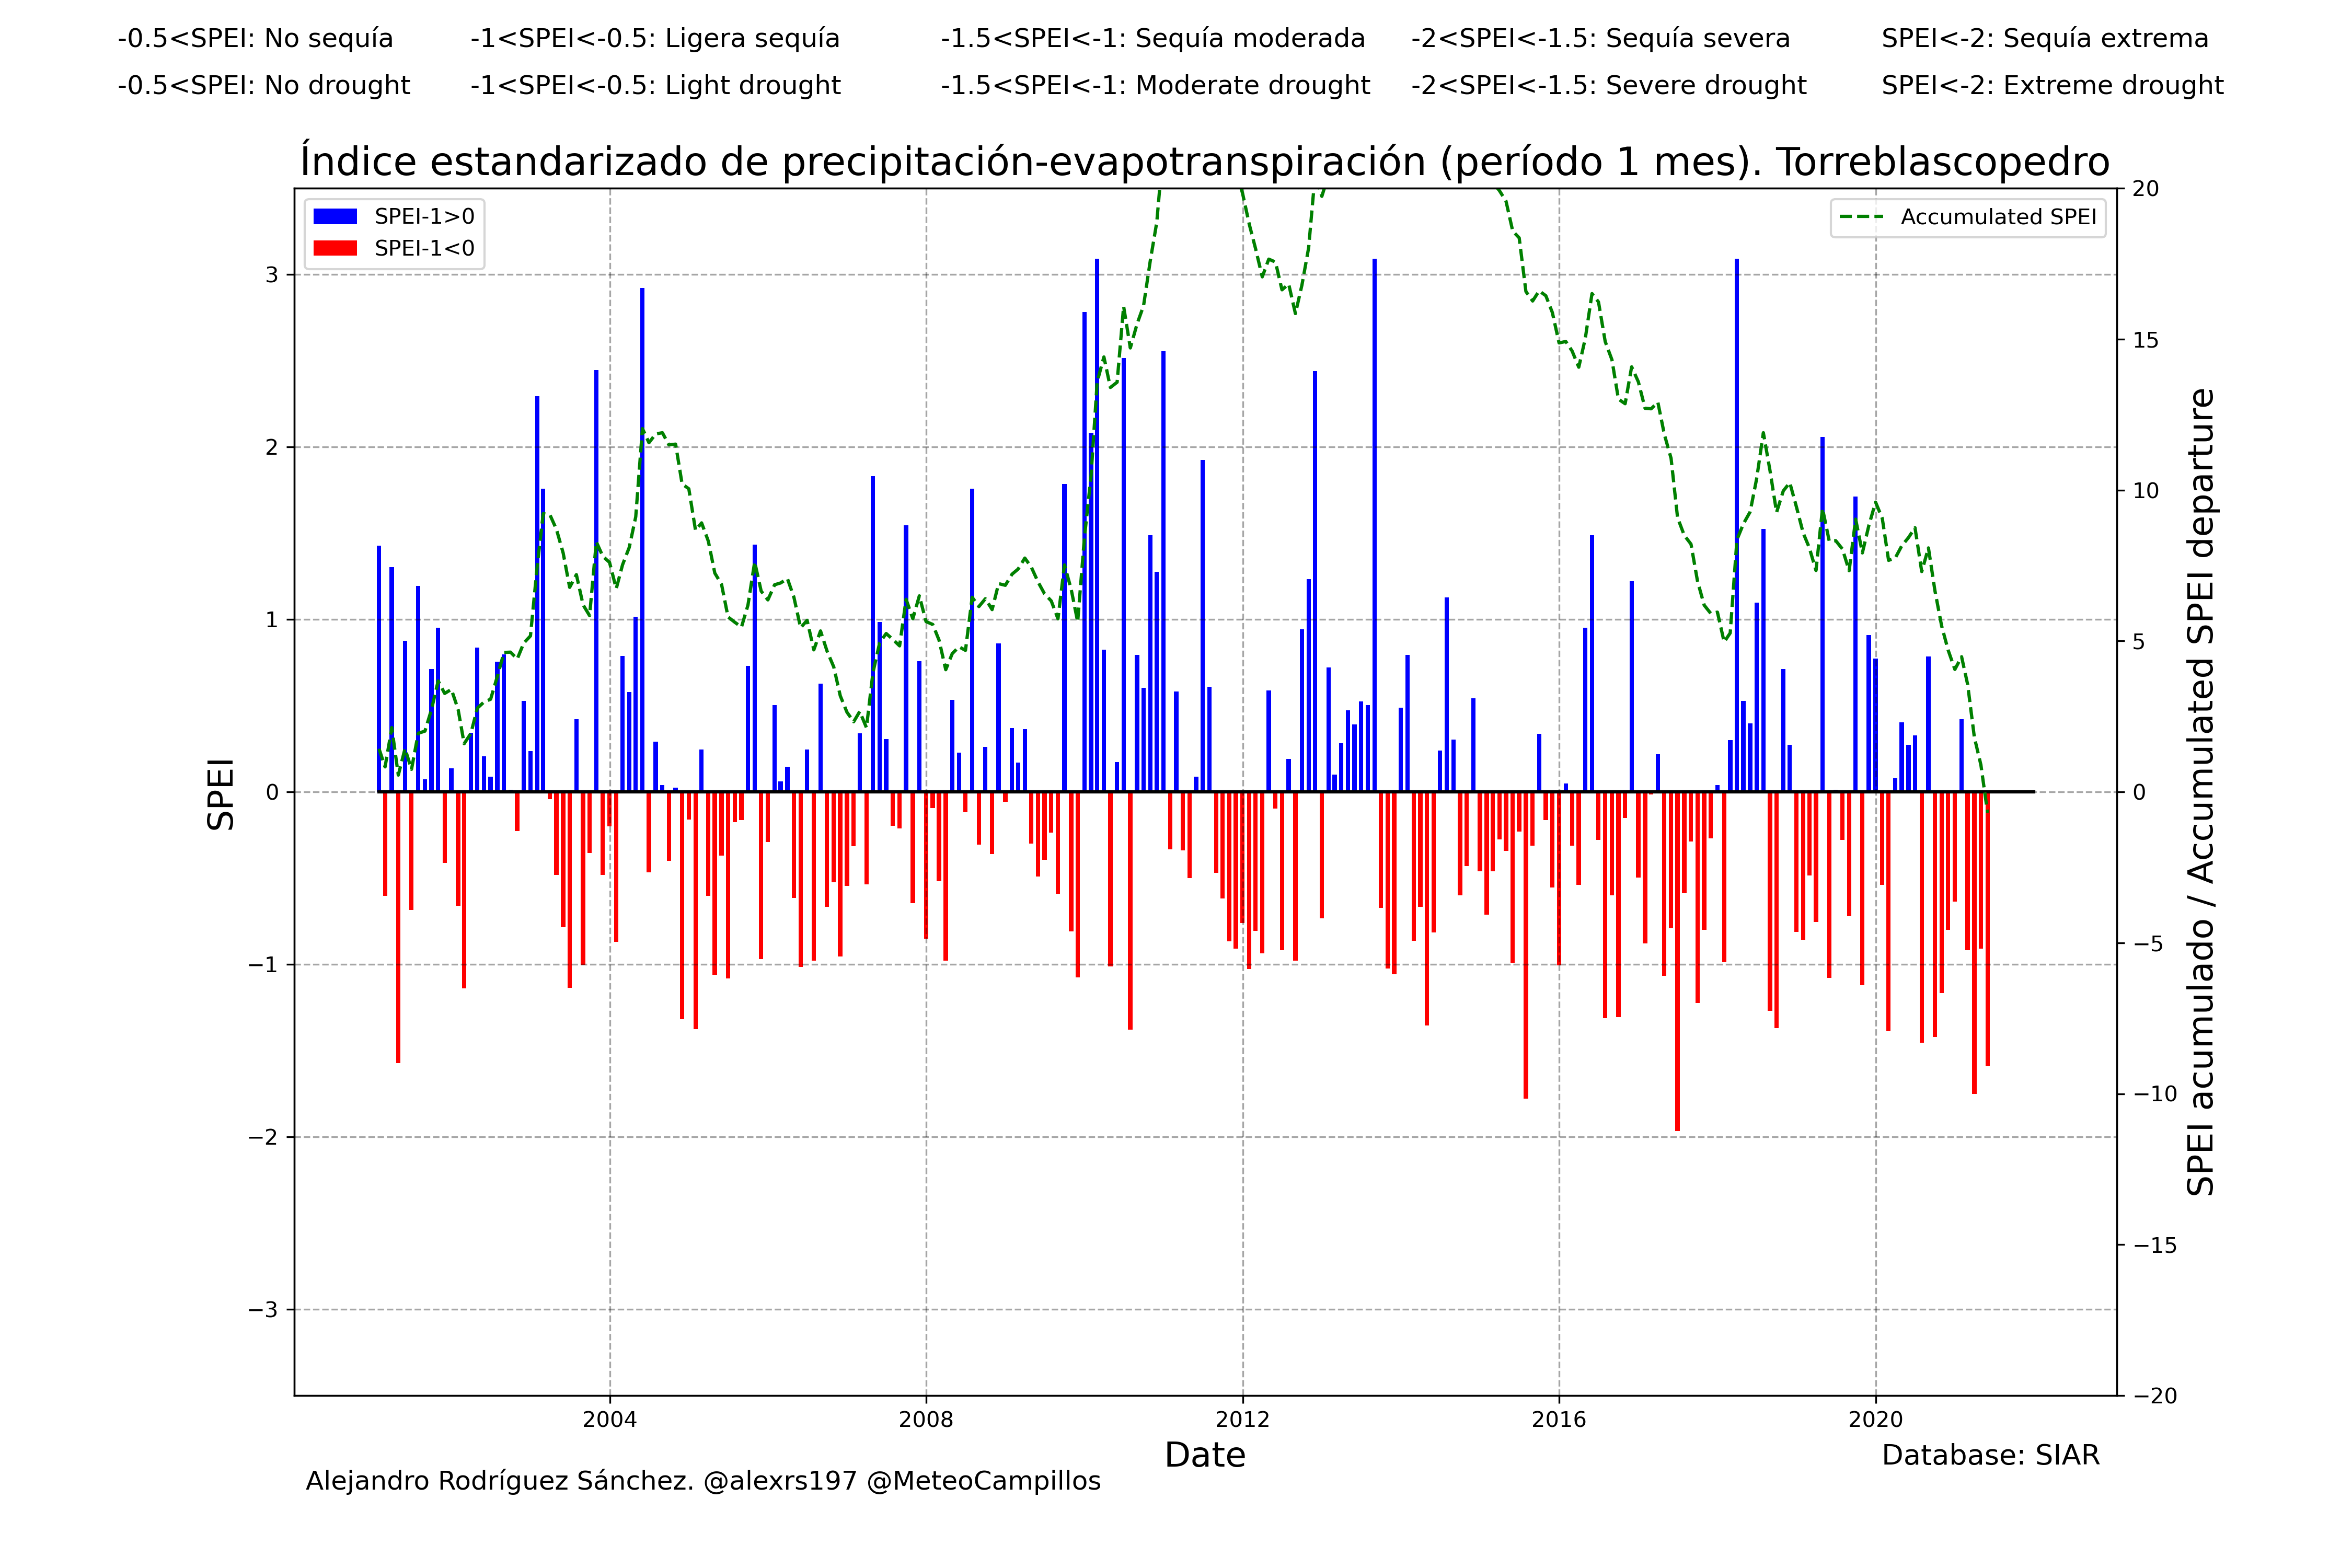 -0.5<SPEI: No sequía -1<SPEI<-0.5: Ligera sequía -1.5<SPEI<-1: Sequía moderada -2<SPEI<-1.5: Sequía severa SPEI<-2: Sequía extrema
-0.5<SPEI: No drought -1<SPEI<-0.5: Light drought -1.5<SPEI<-1: Moderate drought -2<SPEI<-1.5: Severe drought SPEI<-2: Extreme drought
Índice estandarizado de precipitación-evapotranspiración (período 1 mes). Torreblascopedro
SPEI-1>0
SPEI-1<0
Accumulated SPEI
SPEI
3
2
1
0
−1
−2
−3
20
15
10
5
0
−5
−10
−15
−20
SPEI acumulado / Accumulated SPEI departure
2004 2008 2012 2016 2020
Date
Database: SIAR
Alejandro Rodríguez Sánchez. @alexrs197 @MeteoCampillos